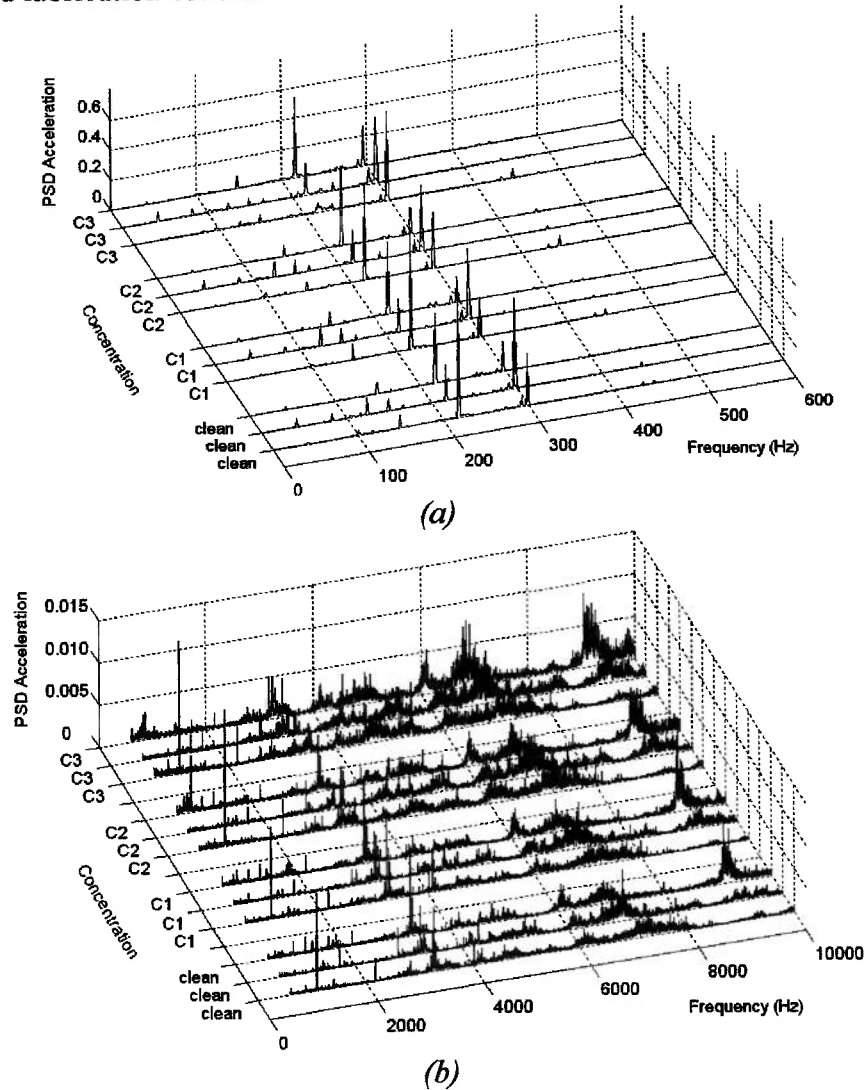 PSD Acceleration
0.6
0.4
0.2
0
C3
C3
C3
C2
C2
C2
C1
C1
C1
clean
clean
clean
Concentration
0
100
200
300
400
500
600
Frequency (Hz)
(a)
PSD Acceleration
0.015
0.010
0.005
0
C3
C3
C3
C2
C2
C2
C1
C1
C1
clean
clean
clean
Concentration
0
2000
4000
6000
8000
10000
Frequency (Hz)
(b)